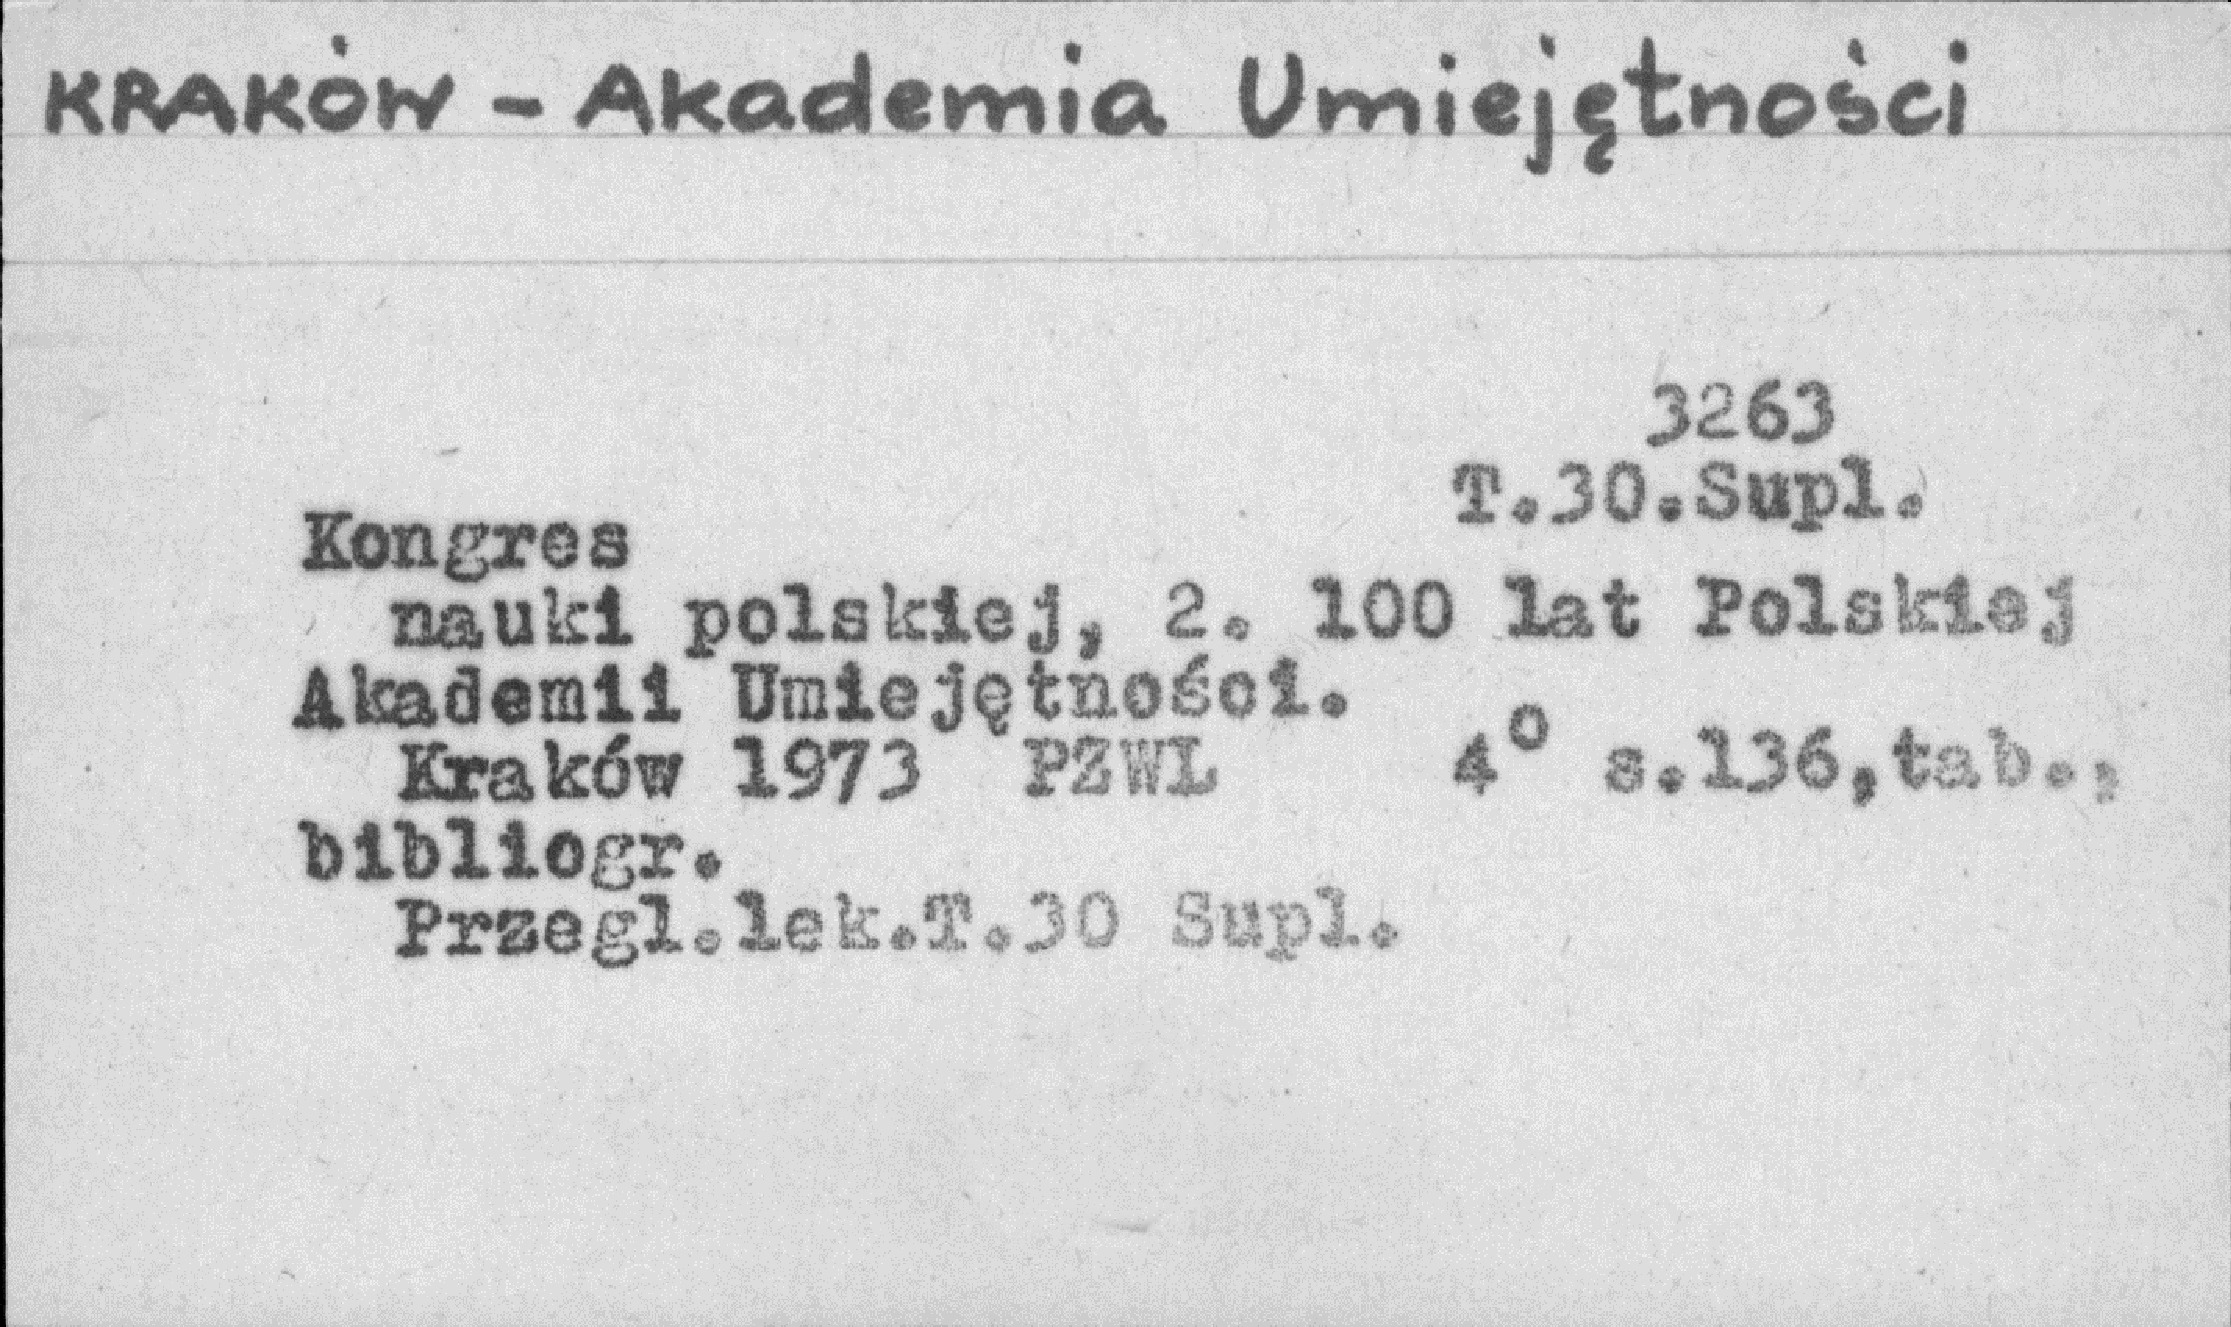 KRAKÓW - Akademia Umiejętności
3263
T.30.Supl.
Kongres
nauki polskiej, 2. 100 lat Polskiej
Akademii Umiejętności.
Kraków 1973 PZWL 4° s.136,tab.,
bibliogr.
Przegl.lek.T.30 Supl.